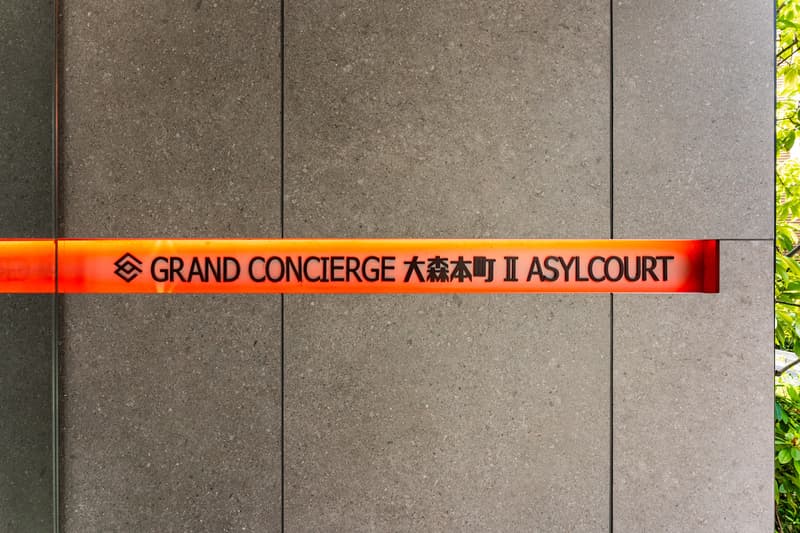 GRAND CONCIERGE 大森本町 Ⅱ ASYLCOURT